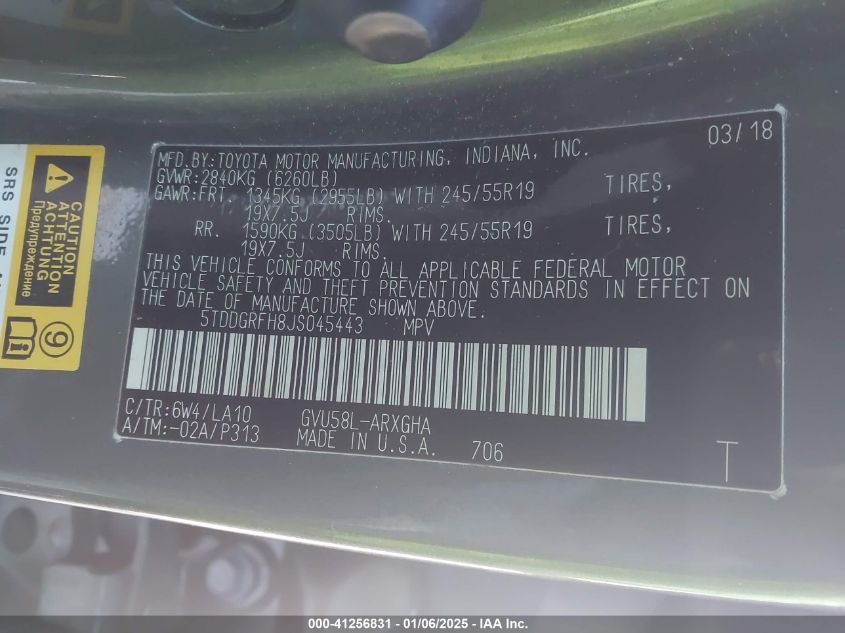 03/18
MFD.BY:TOYOTA MOTOR MANUFACTURING, INDIANA, INC.
GVWR:2840KG (6260LB)
GAWR:FRT. 1345KG (2955LB) WITH 245/55R19 TIRES,
19X7.5J RIMS.
RR. 1590KG (3505LB) WITH 245/55R19 TIRES,
19X7.5J RIMS.
THIS VEHICLE CONFORMS TO ALL APPLICABLE FEDERAL MOTOR
VEHICLE SAFETY AND THEFT PREVENTION STANDARDS IN EFFECT ON
THE DATE OF MANUFACTURE SHOWN ABOVE.
5TDDGRFH8JS045443 MPV
C/TR:6W4/LA10 GVU58L-ARXGHA
A/TM:-02A/P313 MADE IN U.S.A. 706 T
SRS SIDE
CAUTION
ATTENTION
ACHTUNG
Предупреждение
9
000-41256831 - 01/06/2025 - IAA Inc.